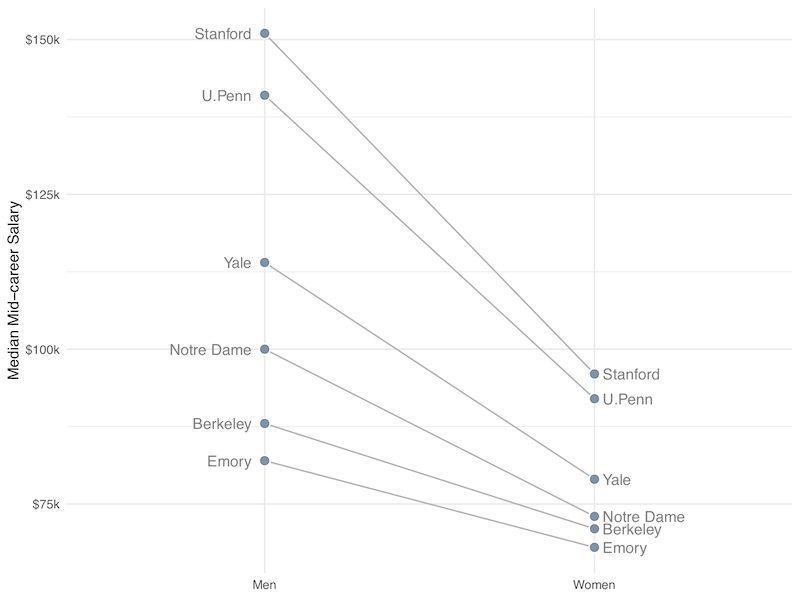 Median Mid−career Salary
$150k
$125k
$100k
$75k
Stanford
U.Penn
Yale
Notre Dame
Berkeley
Emory
Stanford
U.Penn
Yale
Notre Dame
Berkeley
Emory
Men
Women